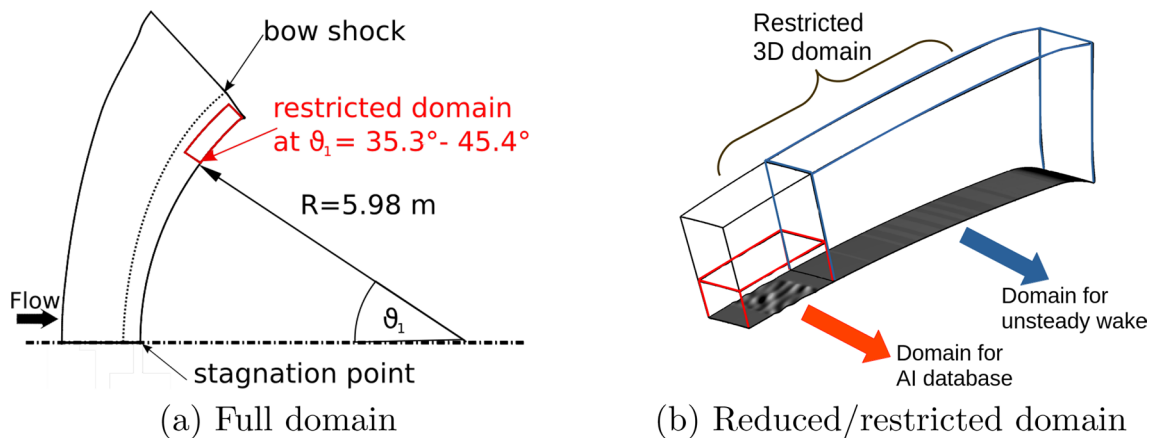 bow shock
restricted domain
at ϑ₁= 35.3°- 45.4°
R=5.98 m
Flow
ϑ₁
stagnation point
(a) Full domain
Restricted
3D domain
Domain for
unsteady wake
Domain for
AI database
(b) Reduced/restricted domain